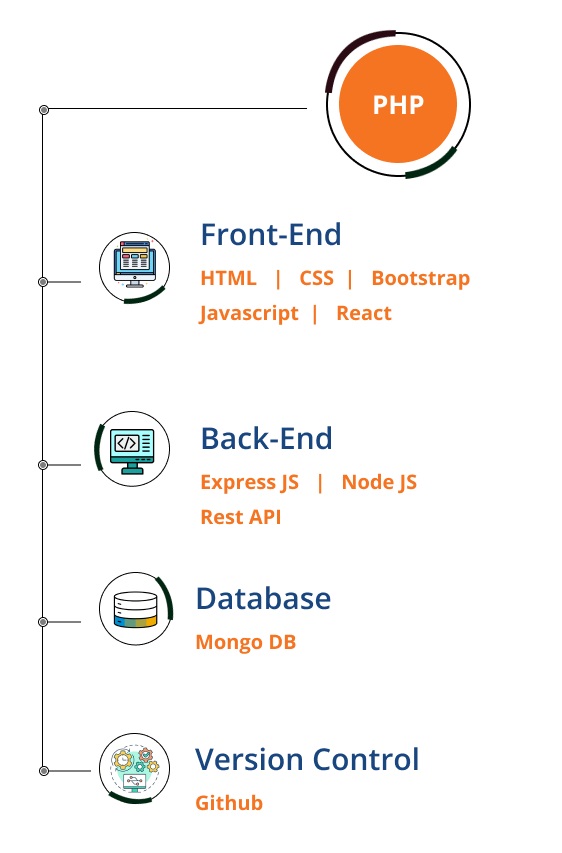 PHP
Front-End
HTML | CSS | Bootstrap
Javascript | React
Back-End
Express JS | Node JS
Rest API
Database
Mongo DB
Version Control
Github